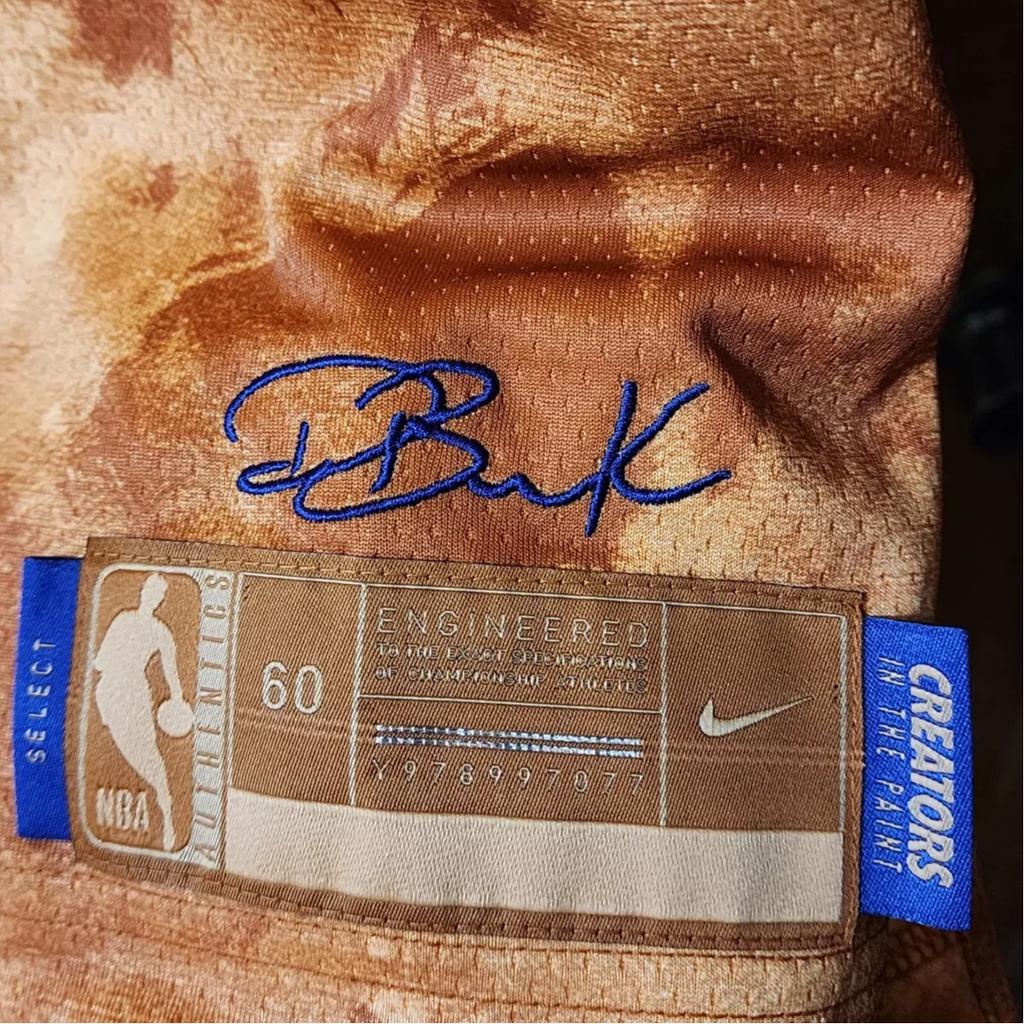 SELECT
NBA
AUTHENTICS
60
ENGINEERED
TO THE EXACT SPECIFICATIONS
OF CHAMPIONSHIP ATHLETES
Y978997077
CREATORS
IN THE PAINT